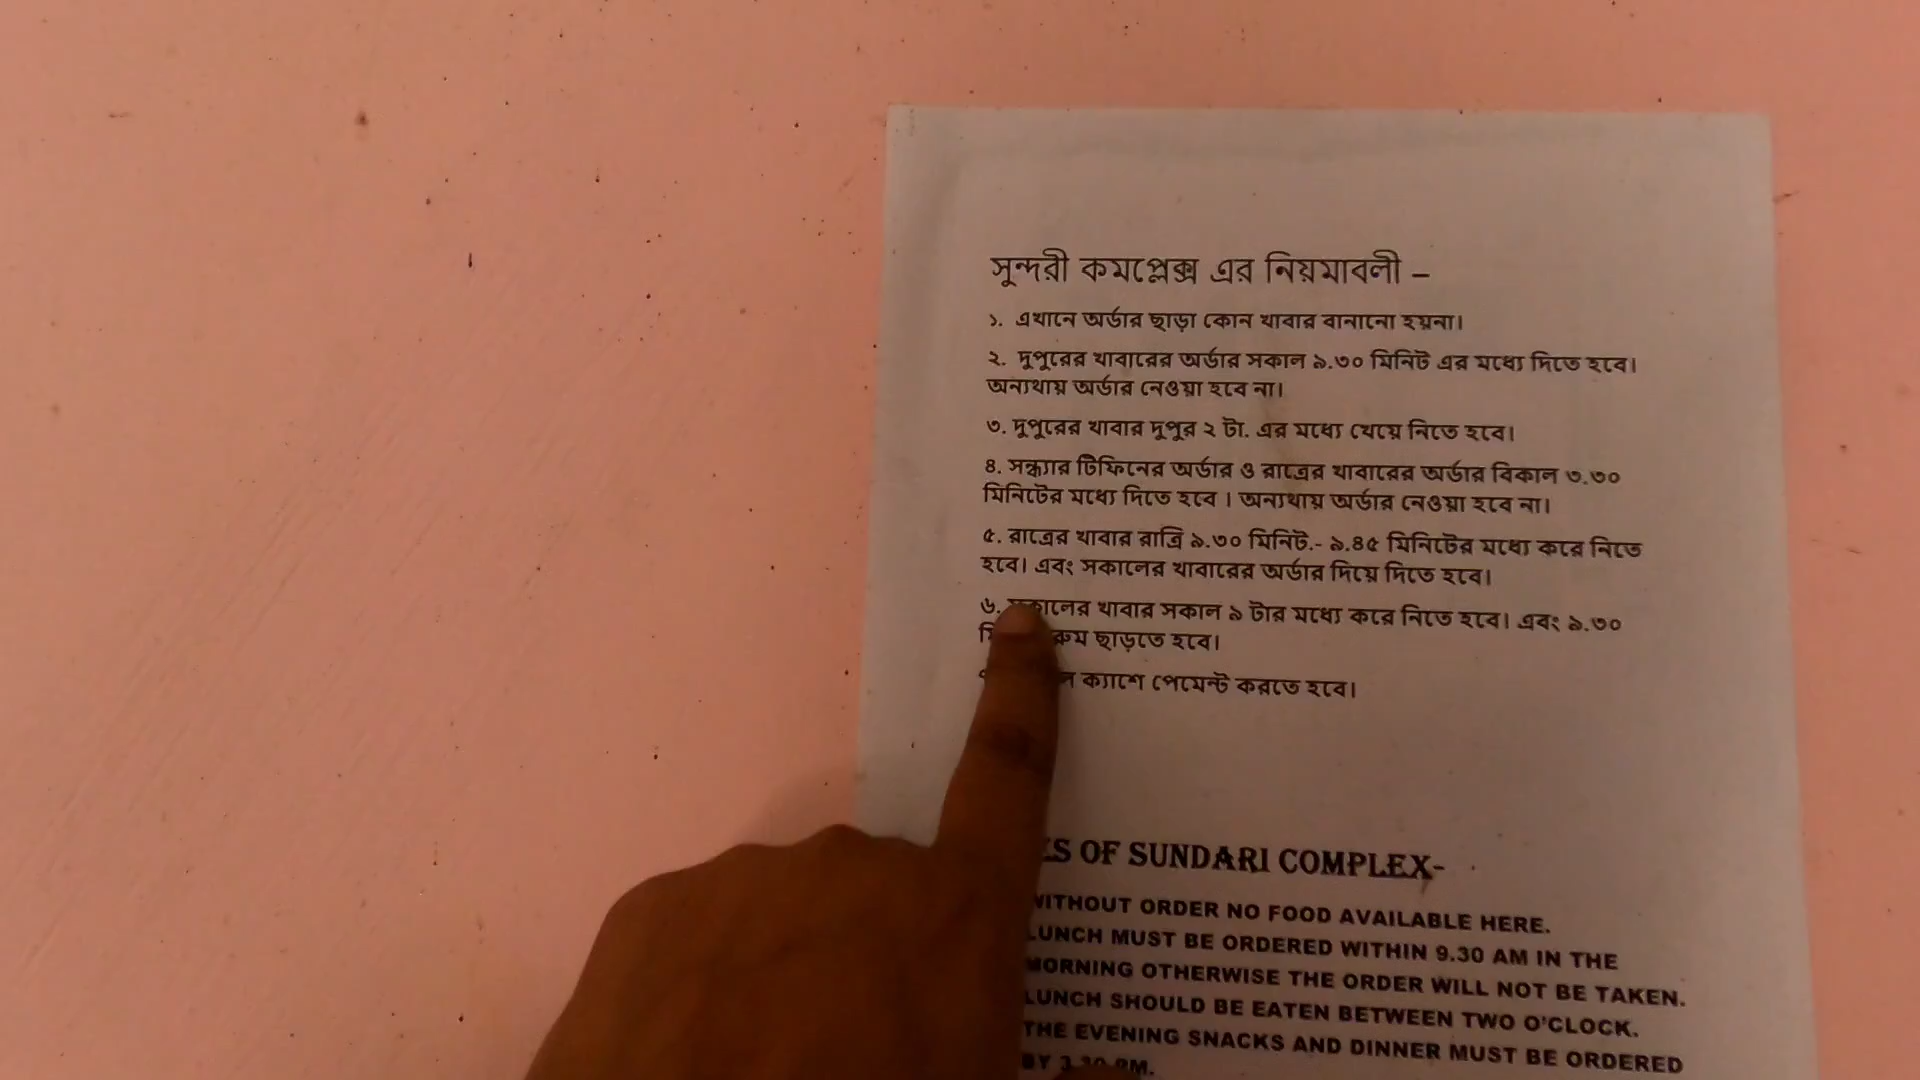 সুন্দরী কমপ্লেক্স এর নিয়মাবলী –
১. এখানে অর্ডার ছাড়া কোন খাবার বানানো হয়না।
২. দুপুরের খাবারের অর্ডার সকাল ৯.৩০ মিনিট এর মধ্যে দিতে হবে।
অন্যথায় অর্ডার নেওয়া হবে না।
৩. দুপুরের খাবার দুপুর ২ টা. এর মধ্যে খেয়ে নিতে হবে।
৪. সন্ধ্যার টিফিনের অর্ডার ও রাত্রের খাবারের অর্ডার বিকাল ৩.৩০
মিনিটের মধ্যে দিতে হবে । অন্যথায় অর্ডার নেওয়া হবে না।
৫. রাত্রের খাবার রাত্রি ৯.৩০ মিনিট.- ৯.৪৫ মিনিটের মধ্যে করে নিতে
হবে। এবং সকালের খাবারের অর্ডার দিয়ে দিতে হবে।
৬. সকালের খাবার সকাল ৯ টার মধ্যে করে নিতে হবে। এবং ৯.৩০
রুম ছাড়তে হবে।
ক্যাশে পেমেন্ট করতে হবে।
OF SUNDARI COMPLEX-
WITHOUT ORDER NO FOOD AVAILABLE HERE.
LUNCH MUST BE ORDERED WITHIN 9.30 AM IN THE
MORNING OTHERWISE THE ORDER WILL NOT BE TAKEN.
LUNCH SHOULD BE EATEN BETWEEN TWO O'CLOCK.
THE EVENING SNACKS AND DINNER MUST BE ORDERED
BY 3.30 PM.